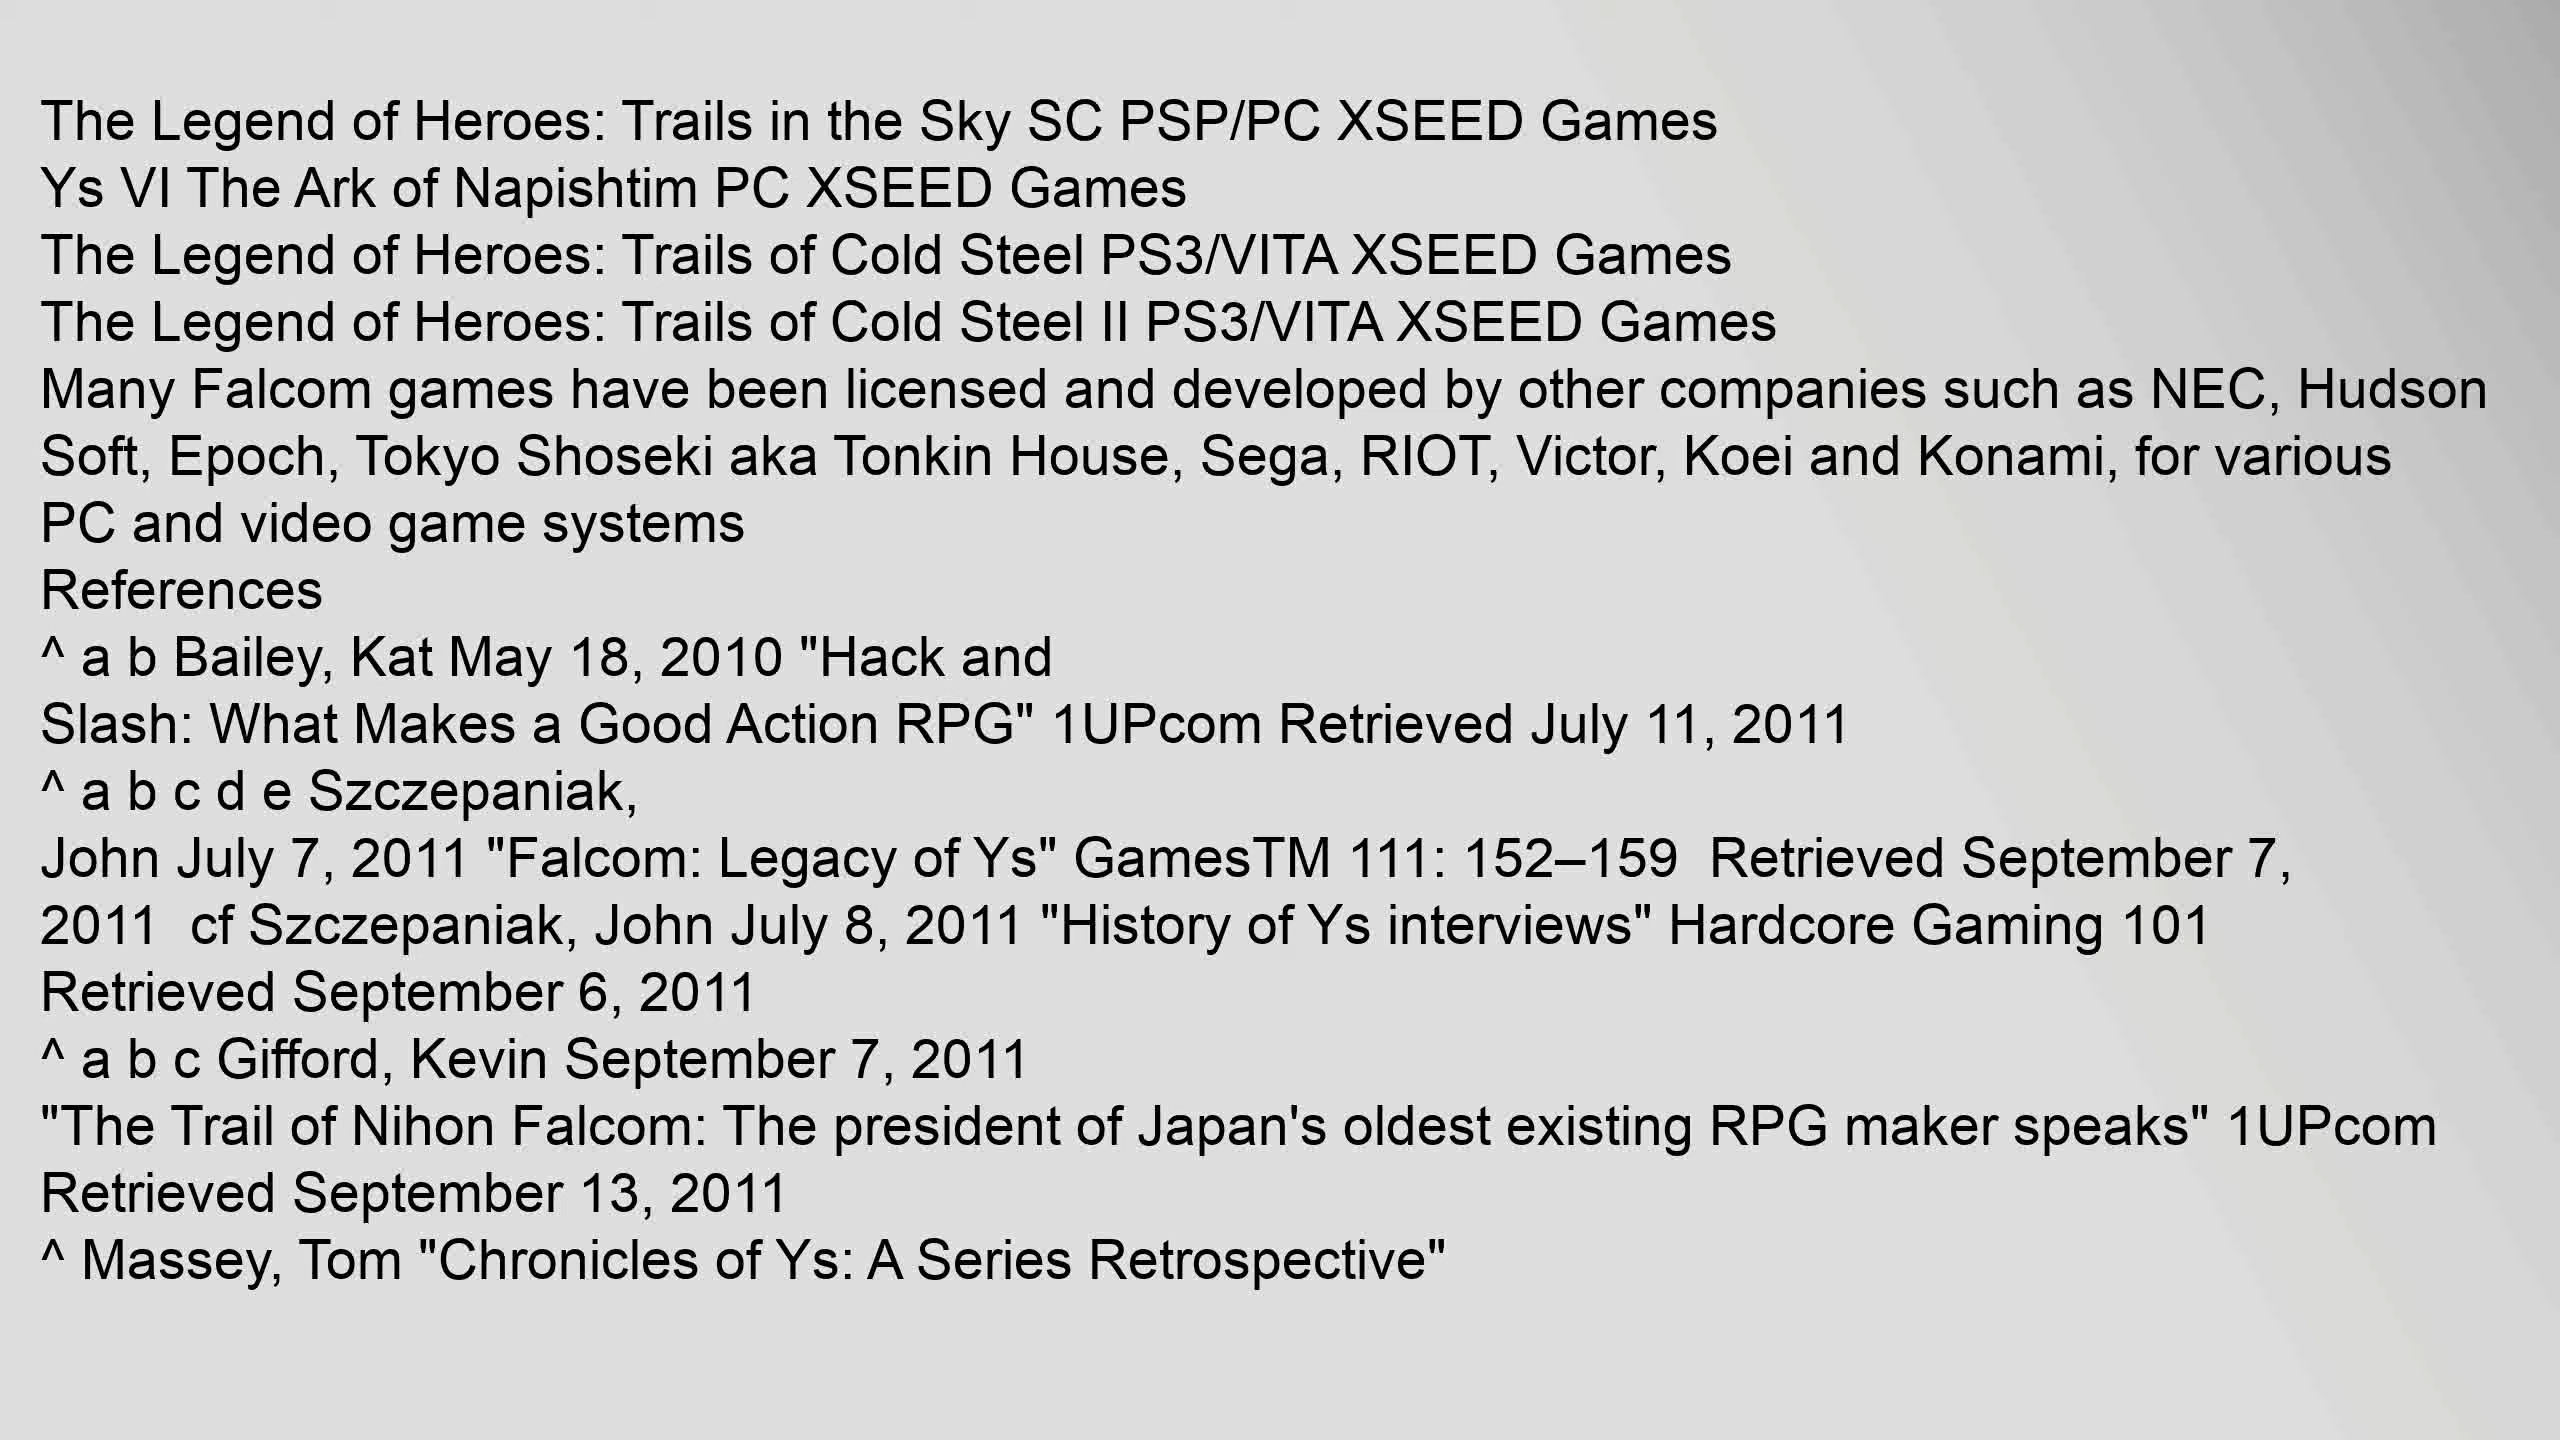 The Legend of Heroes: Trails in the Sky SC PSP/PC XSEED Games
Ys VI The Ark of Napishtim PC XSEED Games
The Legend of Heroes: Trails of Cold Steel PS3/VITA XSEED Games
The Legend of Heroes: Trails of Cold Steel II PS3/VITA XSEED Games
Many Falcom games have been licensed and developed by other companies such as NEC, Hudson
Soft, Epoch, Tokyo Shoseki aka Tonkin House, Sega, RIOT, Victor, Koei and Konami, for various
PC and video game systems
References
^ a b Bailey, Kat May 18, 2010 "Hack and
Slash: What Makes a Good Action RPG" 1UPcom Retrieved July 11, 2011
^ a b c d e Szczepaniak,
John July 7, 2011 "Falcom: Legacy of Ys" GamesTM 111: 152–159  Retrieved September 7,
2011  cf Szczepaniak, John July 8, 2011 "History of Ys interviews" Hardcore Gaming 101
Retrieved September 6, 2011
^ a b c Gifford, Kevin September 7, 2011
"The Trail of Nihon Falcom: The president of Japan's oldest existing RPG maker speaks" 1UPcom
Retrieved September 13, 2011
^ Massey, Tom "Chronicles of Ys: A Series Retrospective"